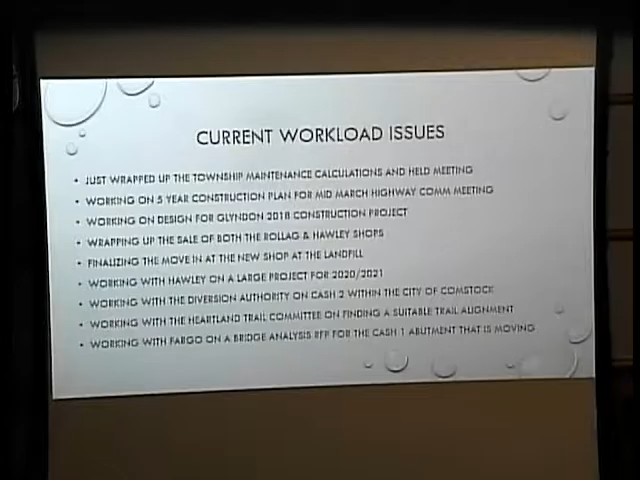 CURRENT WORKLOAD ISSUES
• JUST WRAPPED UP THE TOWNSHIP MAINTENANCE CALCULATIONS AND HELD MEETING
• WORKING ON 5 YEAR CONSTRUCTION PLAN FOR MID MARCH HIGHWAY COMM MEETING
• WORKING ON DESIGN FOR GLYNDON 2018 CONSTRUCTION PROJECT
• WRAPPING UP THE SALE OF BOTH THE ROLLAG & HAWLEY SHOPS
• FINALIZING THE MOVE IN AT THE NEW SHOP AT THE LANDFILL
• WORKING WITH HAWLEY ON A LARGE PROJECT FOR 2020/2021
• WORKING WITH THE DIVERSION AUTHORITY ON CASH 2 WITHIN THE CITY OF COMSTOCK
• WORKING WITH THE HEARTLAND TRAIL COMMITTEE ON FINDING A SUITABLE TRAIL ALIGNMENT
• WORKING WITH FARGO ON A BRIDGE ANALYSIS RFP FOR THE CASH 1 ABUTMENT THAT IS MOVING